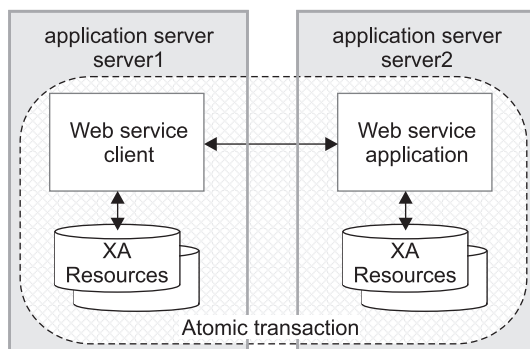 application server
server1
application server
server2
Web service
client
Web service
application
XA
Resources
XA
Resources
Atomic transaction